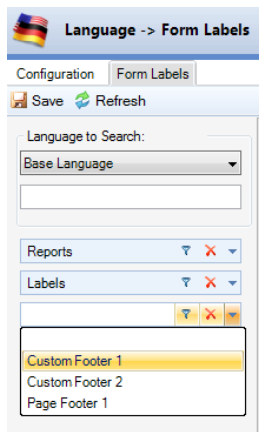 Language -> Form Labels
Configuration Form Labels
Save Refresh
Language to Search:
Base Language
Reports
Labels
Custom Footer 1
Custom Footer 2
Page Footer 1